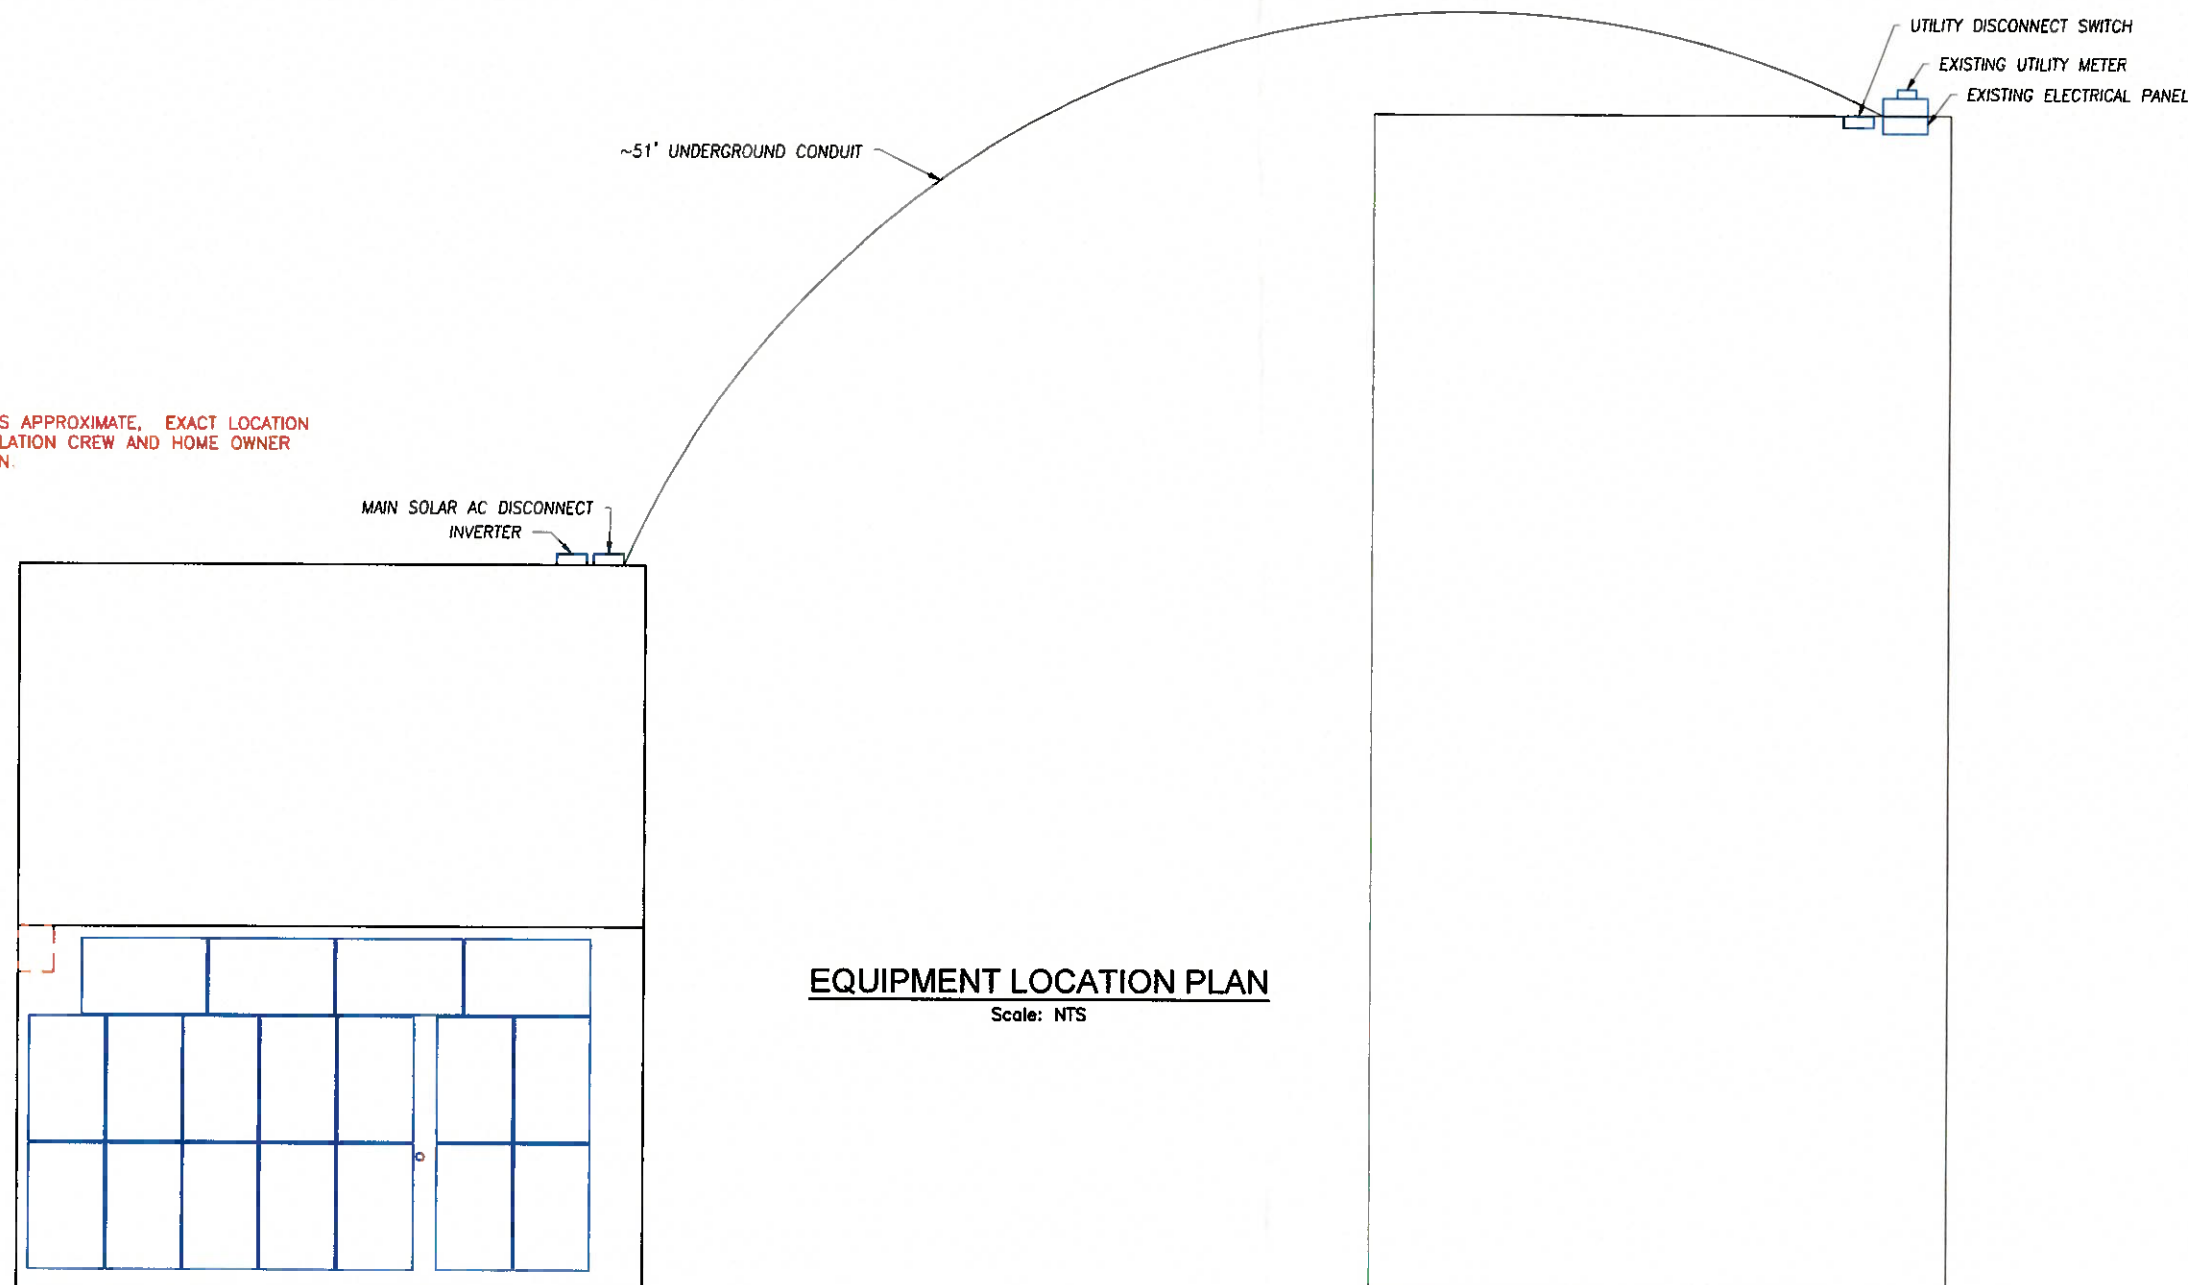 UTILITY DISCONNECT SWITCH
EXISTING UTILITY METER
EXISTING ELECTRICAL PANEL
~51' UNDERGROUND CONDUIT
S APPROXIMATE, EXACT LOCATION
LATION CREW AND HOME OWNER
N.
MAIN SOLAR AC DISCONNECT
INVERTER
EQUIPMENT LOCATION PLAN
Scale: NTS